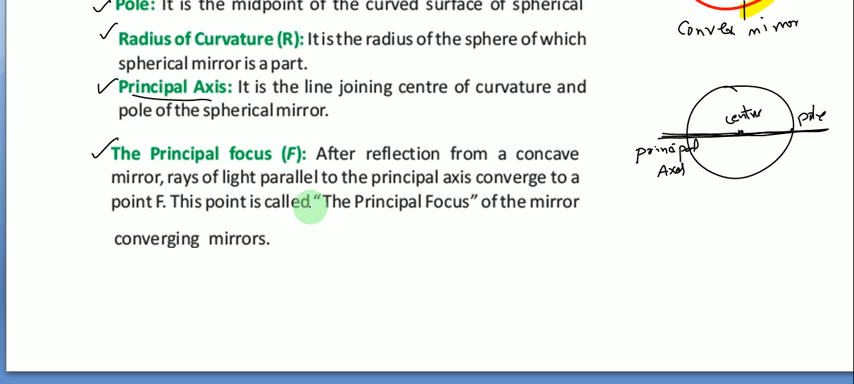 Pole: It is the midpoint of the curved surface of spherical
Radius of Curvature (R): It is the radius of the sphere of which
spherical mirror is a part.
Principal Axis: It is the line joining centre of curvature and
pole of the spherical mirror.
The Principal focus (F): After reflection from a concave
mirror, rays of light parallel to the principal axis converge to a
point F. This point is called “The Principal Focus” of the mirror
converging mirrors.
Convex mirror
centre
pole
principal
Axes